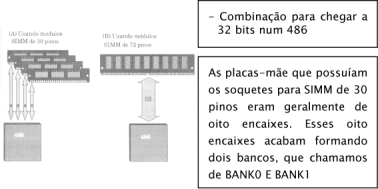 (A) Usando módulos
SIMM de 30 pinos
(B) Usando módulos
SIMM de 72 pinos
32
- Combinação para chegar a
32 bits num 486
As placas-mãe que possuíam
os soquetes para SIMM de 30
pinos eram geralmente de
oito encaixes. Esses oito
encaixes acabam formando
dois bancos, que chamamos
de BANK0 E BANK1